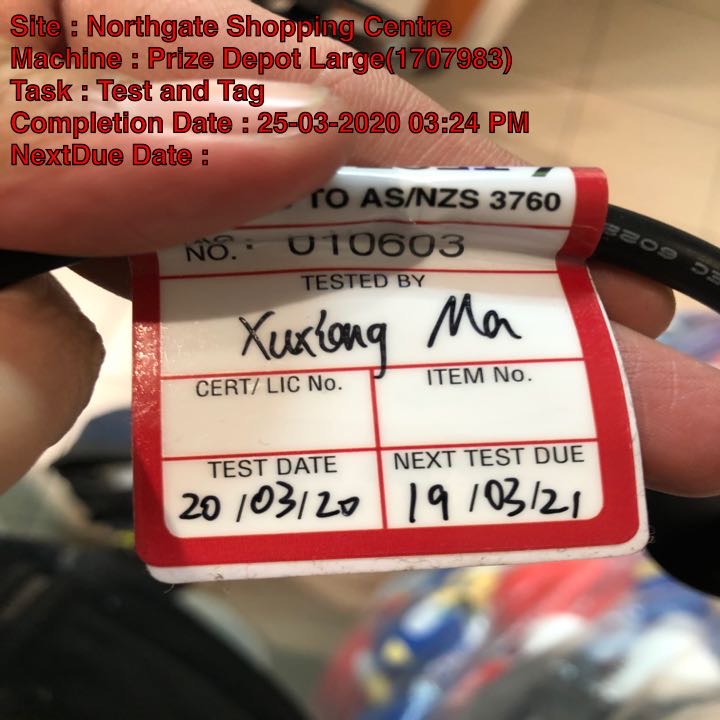 Site : Northgate Shopping Centre
Machine : Prize Depot Large(1707983)
Task : Test and Tag
Completion Date : 25-03-2020 03:24 PM
NextDue Date :
TO AS/NZS 3760
NO. : 010603
TESTED BY
Xuxiong Ma
CERT/ LIC No.
ITEM No.
TEST DATE
NEXT TEST DUE
20/03/20
19/03/21